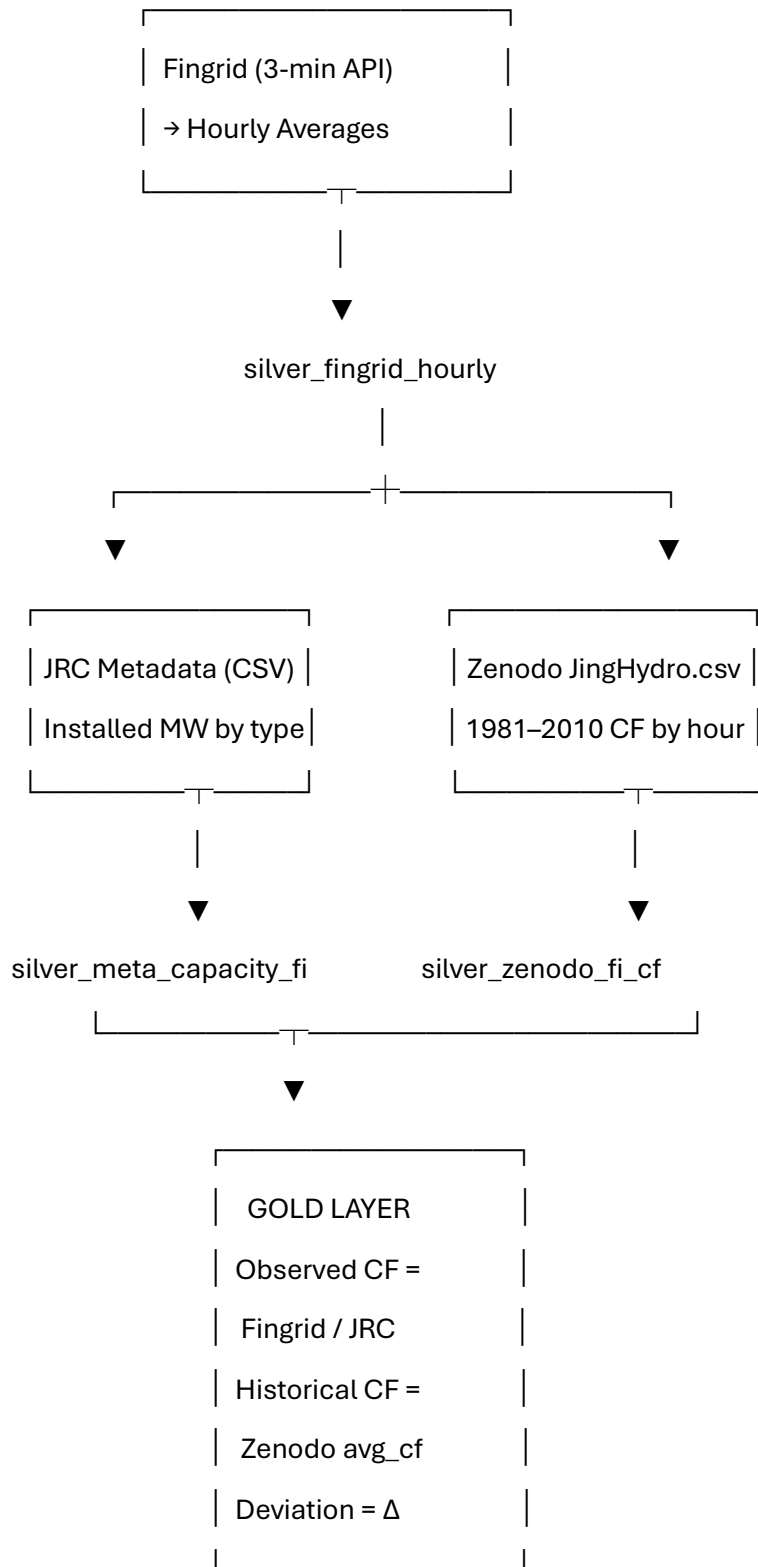 Fingrid (3-min API)
→ Hourly Averages
silver_fingrid_hourly
JRC Metadata (CSV)
Installed MW by type
Zenodo JingHydro.csv
1981–2010 CF by hour
silver_meta_capacity_fi
silver_zenodo_fi_cf
GOLD LAYER
Observed CF =
Fingrid / JRC
Historical CF =
Zenodo avg_cf
Deviation = Δ